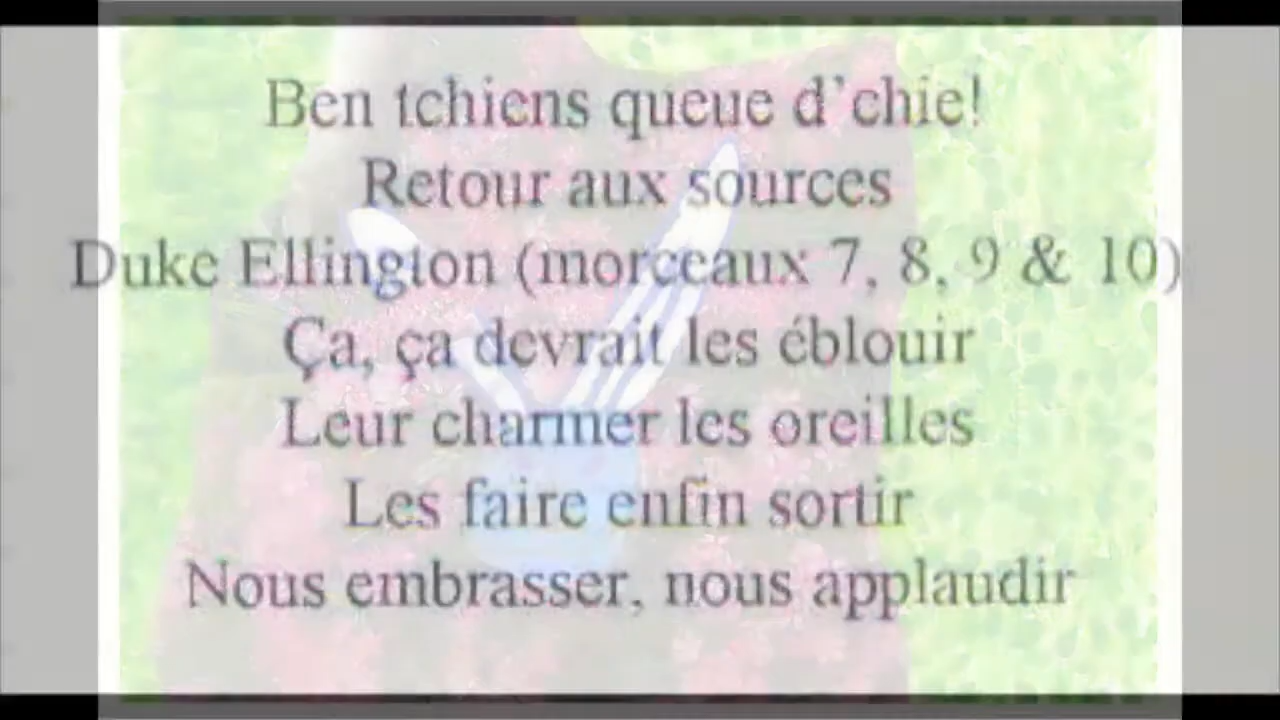 Ben tchiens queue d'chie!
Retour aux sources
Duke Ellington (morceaux 7, 8, 9 & 10)
Ça, ça devrait les éblouir
Leur charmer les oreilles
Les faire enfin sortir
Nous embrasser, nous applaudir